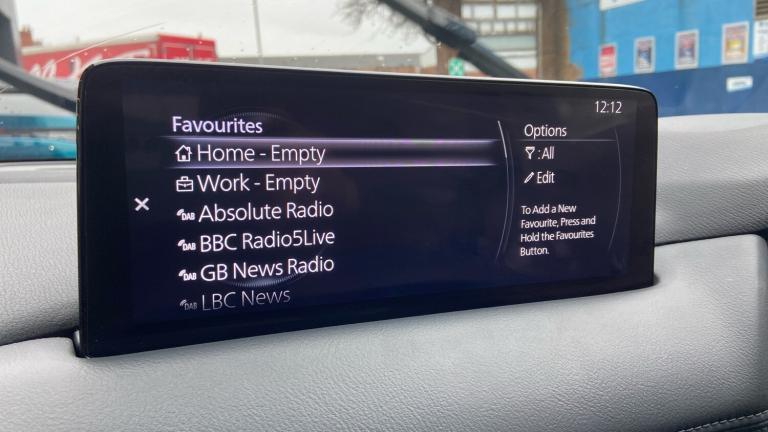 12:12
Favourites
Home - Empty
Work - Empty
DAB Absolute Radio
DAB BBC Radio5Live
DAB GB News Radio
DAB LBC News
Options
: All
Edit
To Add a New
Favourite, Press and
Hold the Favourites
Button.